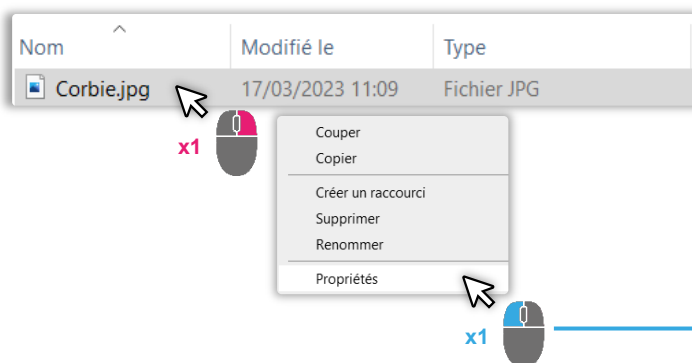 Nom Modifié le Type
Corbie.jpg 17/03/2023 11:09 Fichier JPG
x1
Couper
Copier
Créer un raccourci
Supprimer
Renommer
Propriétés
x1